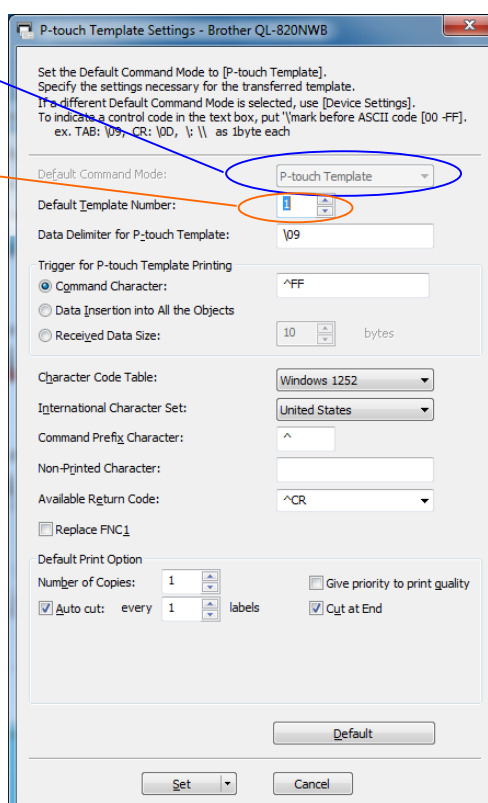 P-touch Template Settings - Brother QL-820NWB
Set the Default Command Mode to [P-touch Template].
Specify the settings necessary for the transferred template.
If a different Default Command Mode is selected, use [Device Settings].
To indicate a control code in the text box, put '\'mark before ASCII code [00 -FF].
ex. TAB: \09, CR: \0D, \: \\ as 1byte each
Default Command Mode: P-touch Template
Default Template Number: 1
Data Delimiter for P-touch Template: \09
Trigger for P-touch Template Printing
Command Character: ^FF
Data Insertion into All the Objects
Received Data Size: 10 bytes
Character Code Table: Windows 1252
International Character Set: United States
Command Prefix Character: ^
Non-Printed Character:
Available Return Code: ^CR
Replace FNC1
Default Print Option
Number of Copies: 1 Give priority to print quality
Auto cut: every 1 labels Cut at End
Default
Set Cancel